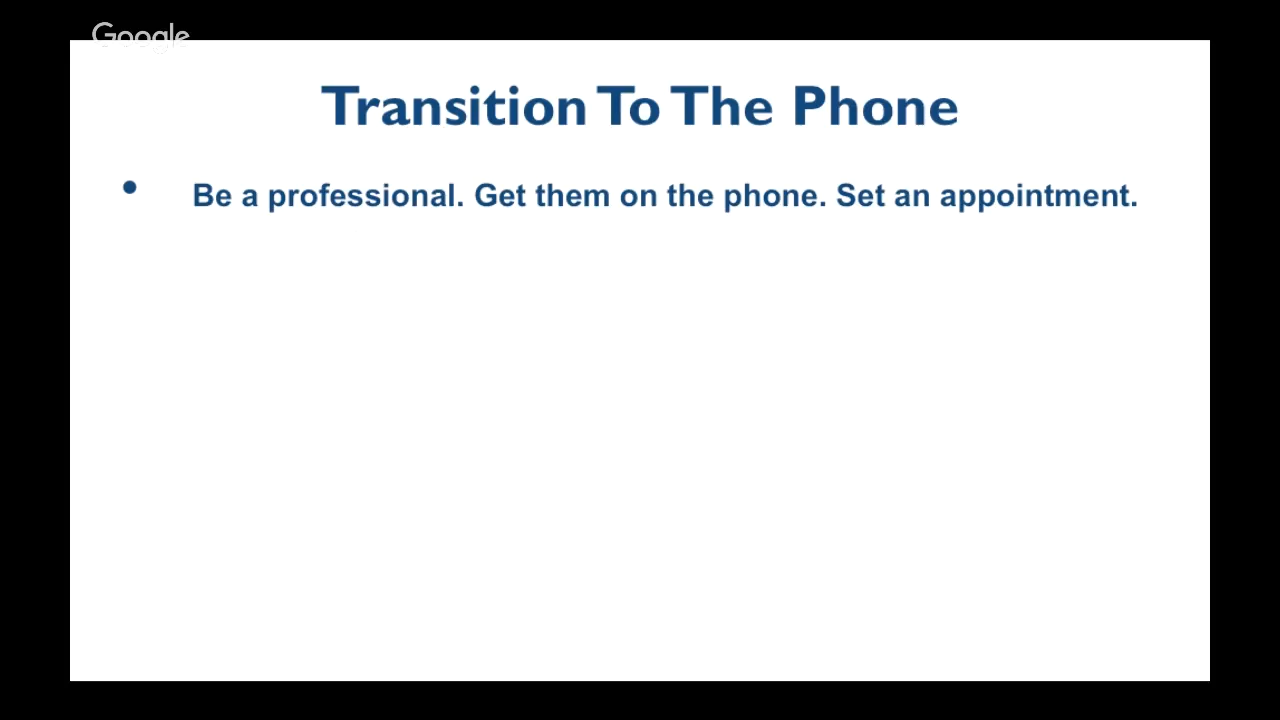 Google
Transition To The Phone
• Be a professional. Get them on the phone. Set an appointment.